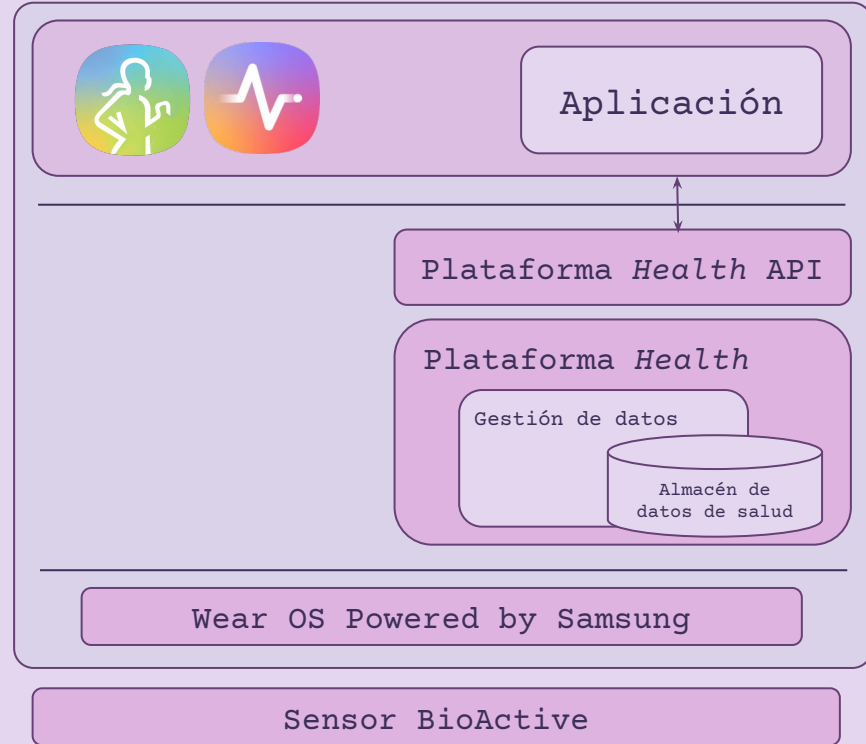 Aplicación
Plataforma Health API
Plataforma Health
Gestión de datos
Almacén de
datos de salud
Wear OS Powered by Samsung
Sensor BioActive